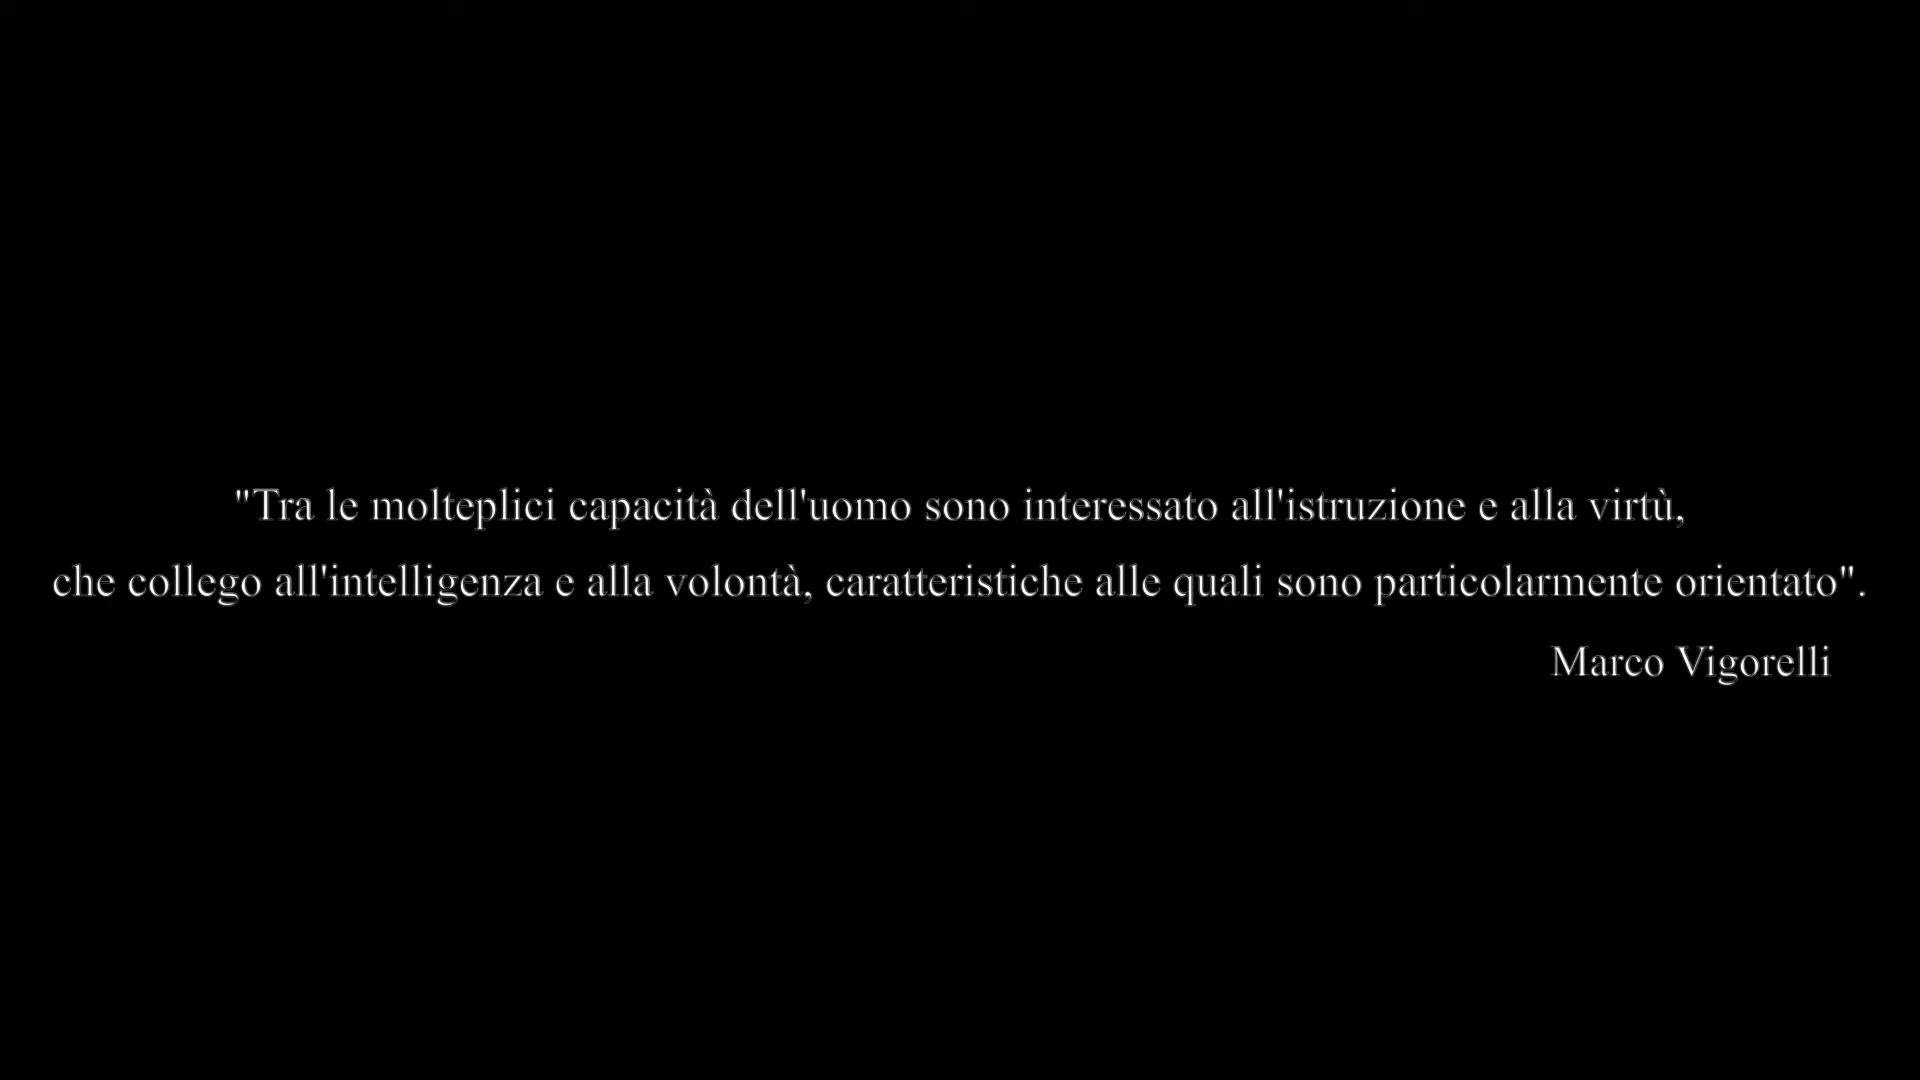 "Tra le molteplici capacità dell'uomo sono interessato all'istruzione e alla virtù,
che collego all'intelligenza e alla volontà, caratteristiche alle quali sono particolarmente orientato".
Marco Vigorelli